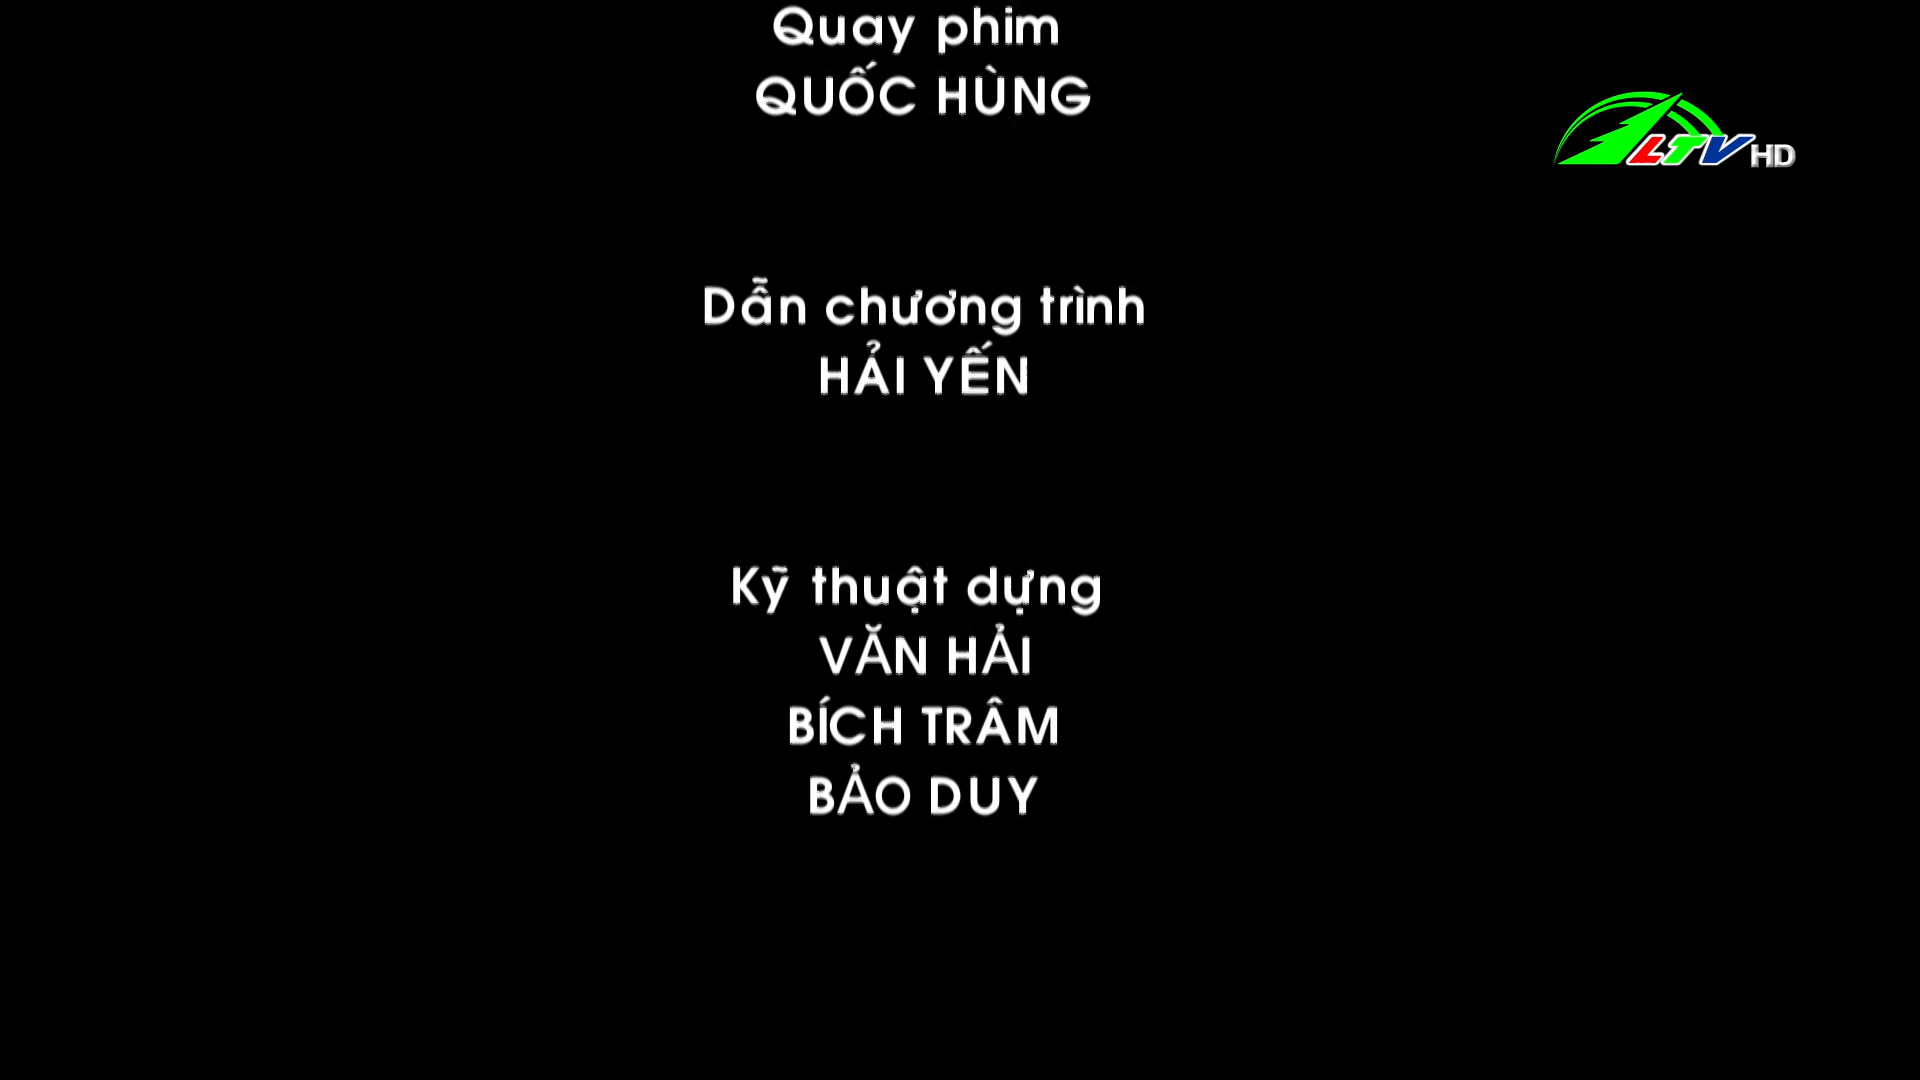 Quay phim
QUỐC HÙNG
LTV HD
Dẫn chương trình
HẢI YẾN
Kỹ thuật dựng
VĂN HẢI
BÍCH TRÂM
BẢO DUY